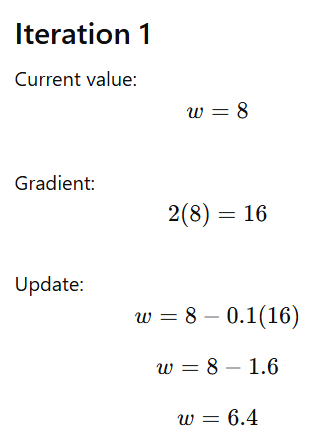 Iteration 1
Current value:
w = 8
Gradient:
2(8) = 16
Update:
w = 8 − 0.1(16)
w = 8 − 1.6
w = 6.4